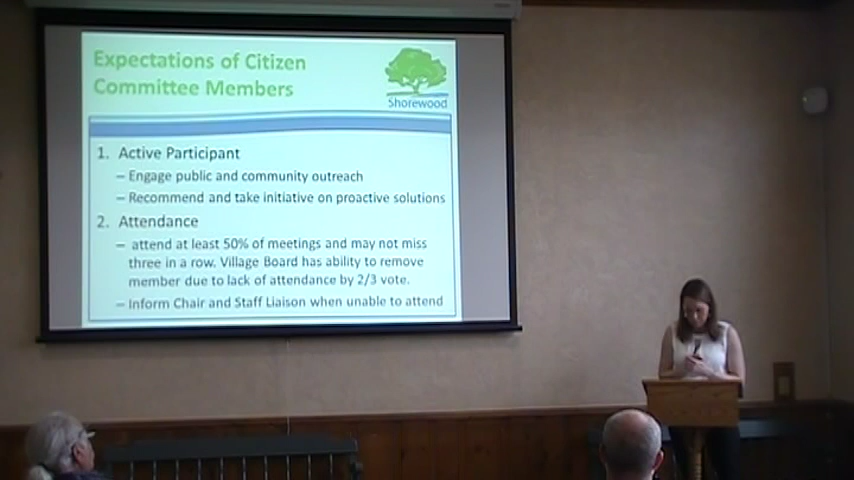 Expectations of Citizen
Committee Members
Shorewood
1. Active Participant
– Engage public and community outreach
– Recommend and take initiative on proactive solutions
2. Attendance
– attend at least 50% of meetings and may not miss
three in a row. Village Board has ability to remove
member due to lack of attendance by 2/3 vote.
– Inform Chair and Staff Liaison when unable to attend